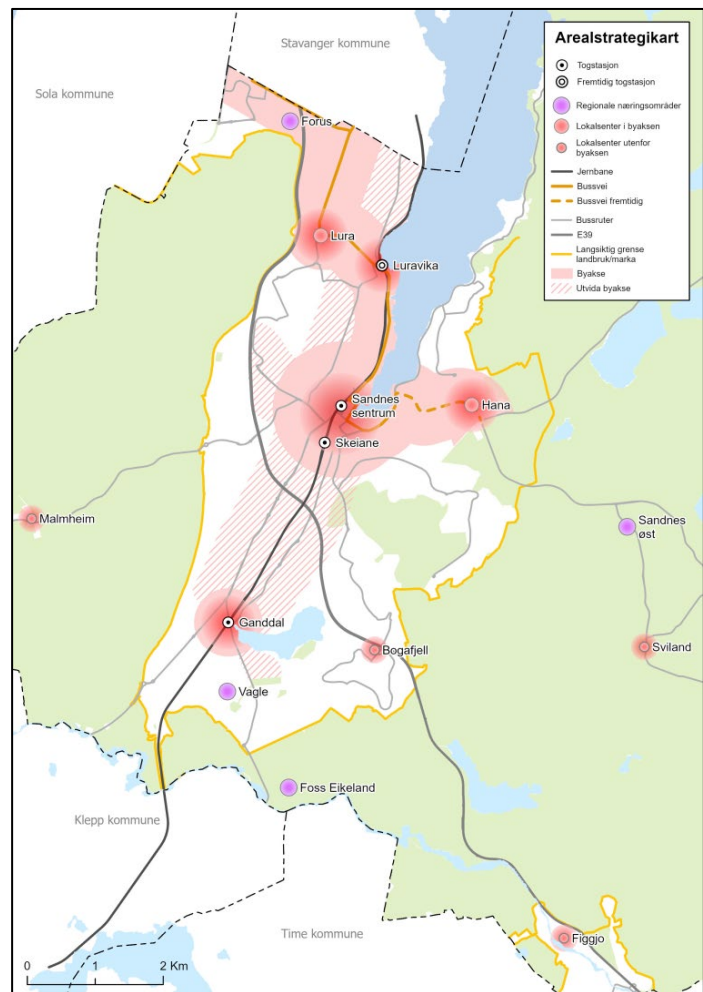 Stavanger kommune
Sola kommune
Arealstrategikart
Togstasjon
Fremtidig togstasjon
Regionale næringsområder
Lokalsenter i byaksen
Lokalsenter utenfor
byaksen
Jernbane
Bussvei
Bussvei fremtidig
Bussruter
E39
Langsiktig grense
landbruk/marka
Byakse
Utvida byakse
Forus
Lura
Luravika
Sandnes
sentrum
Hana
Skeiane
Malmheim
Sandnes
øst
Ganddal
Bogafjell
Sviland
Vagle
Foss Eikeland
Klepp kommune
Time kommune
Figgjo
0 1 2 Km